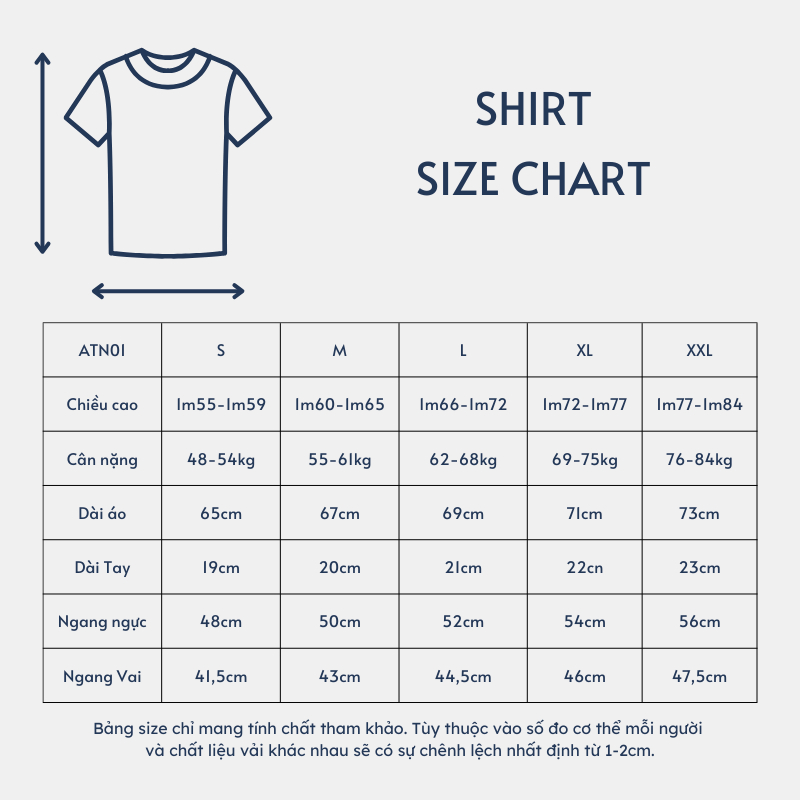 SHIRT
SIZE CHART
ATN01 S M L XL XXL
Chiều cao 1m55-1m59 1m60-1m65 1m66-1m72 1m72-1m77 1m77-1m84
Cân nặng 48-54kg 55-61kg 62-68kg 69-75kg 76-84kg
Dài áo 65cm 67cm 69cm 71cm 73cm
Dài Tay 19cm 20cm 21cm 22cn 23cm
Ngang ngực 48cm 50cm 52cm 54cm 56cm
Ngang Vai 41,5cm 43cm 44,5cm 46cm 47,5cm
Bảng size chỉ mang tính chất tham khảo. Tùy thuộc vào số đo cơ thể mỗi người
và chất liệu vải khác nhau sẽ có sự chênh lệch nhất định từ 1-2cm.